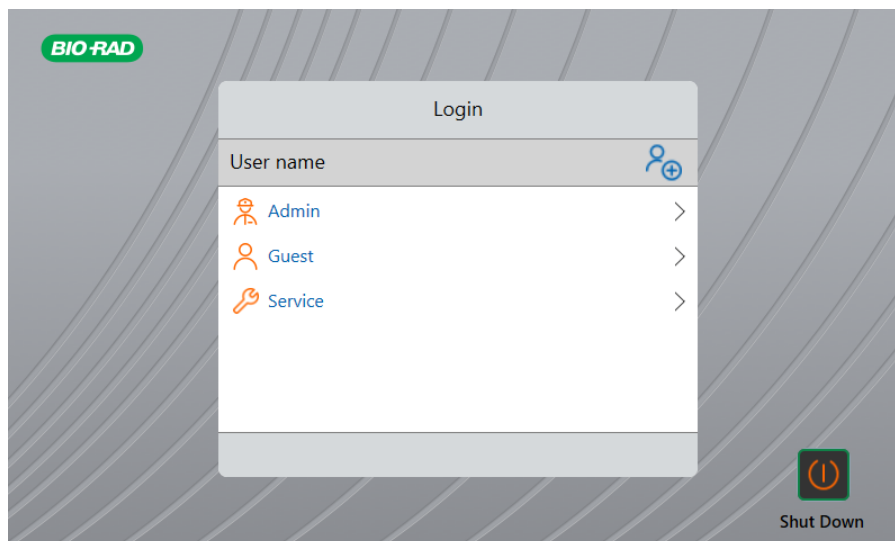 BIO-RAD
Login
User name
Admin
Guest
Service
Shut Down